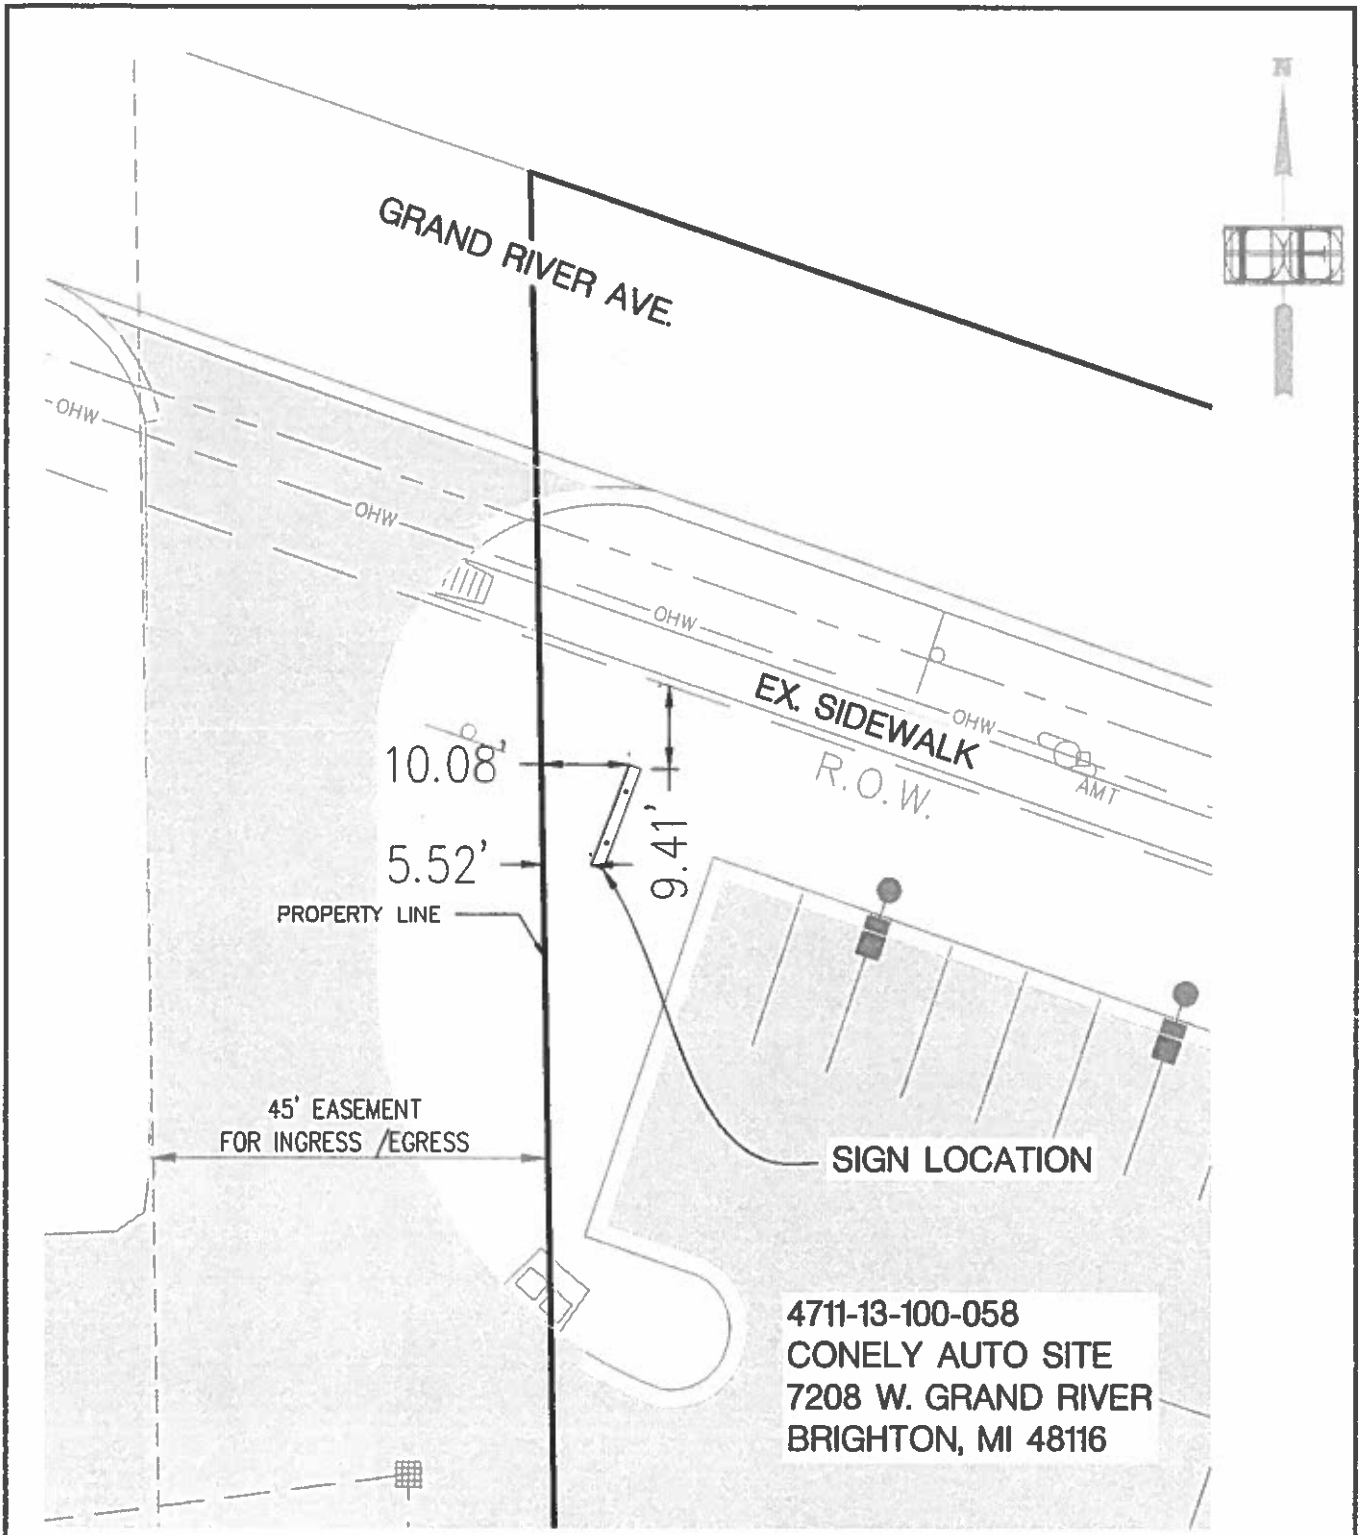 N
GRAND RIVER AVE.
OHW
OHW
OHW
EX. SIDEWALK
OHW
R.O.W.
AMT
10.08'
9.41'
5.52'
PROPERTY LINE
45' EASEMENT
FOR INGRESS / EGRESS
SIGN LOCATION
4711-13-100-058
CONELY AUTO SITE
7208 W. GRAND RIVER
BRIGHTON, MI 48116